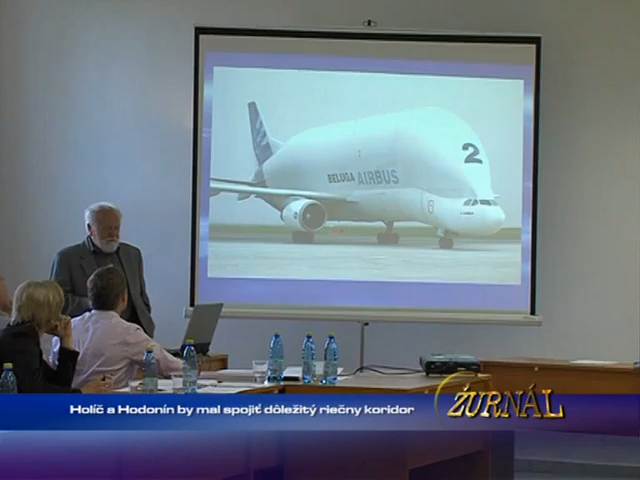 2
BELUGA AIRBUS
Holíč a Hodonín by mal spojiť dôležitý riečny koridor
ŽURNÁL